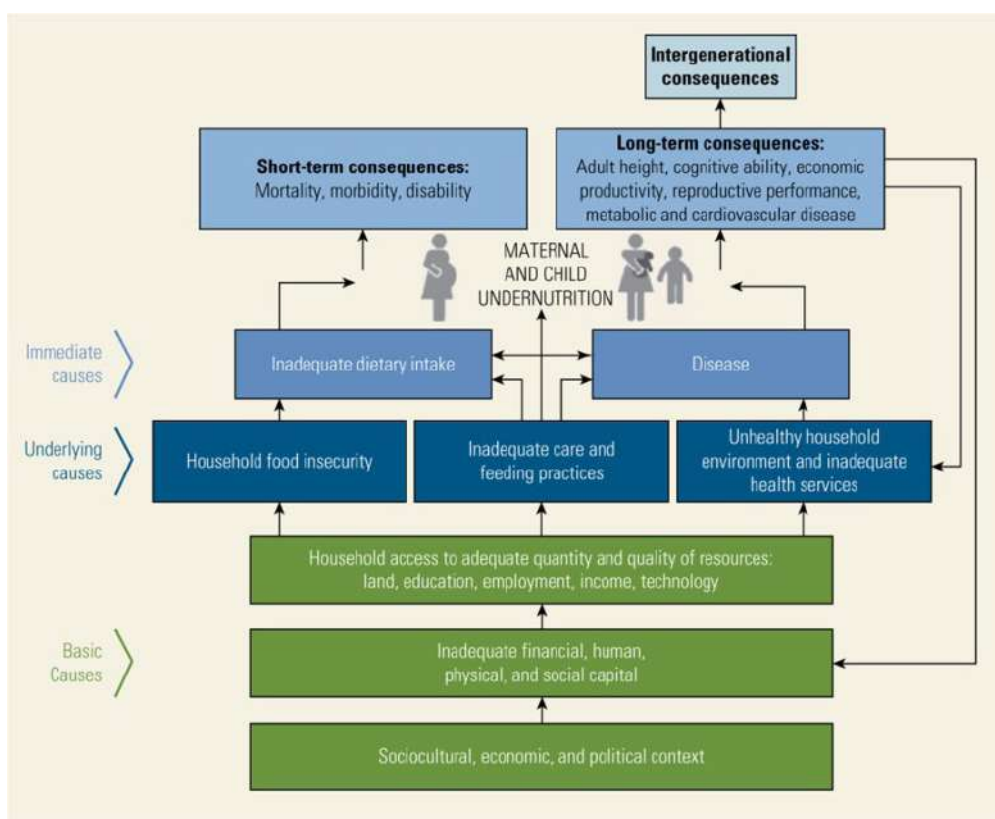 Intergenerational
consequences
Short-term consequences:
Mortality, morbidity, disability
Long-term consequences:
Adult height, cognitive ability, economic
productivity, reproductive performance,
metabolic and cardiovascular disease
MATERNAL
AND CHILD
UNDERNUTRITION
Immediate
causes
Inadequate dietary intake
Disease
Underlying
causes
Household food insecurity
Inadequate care and
feeding practices
Unhealthy household
environment and inadequate
health services
Household access to adequate quantity and quality of resources:
land, education, employment, income, technology
Basic
Causes
Inadequate financial, human,
physical, and social capital
Sociocultural, economic, and political context